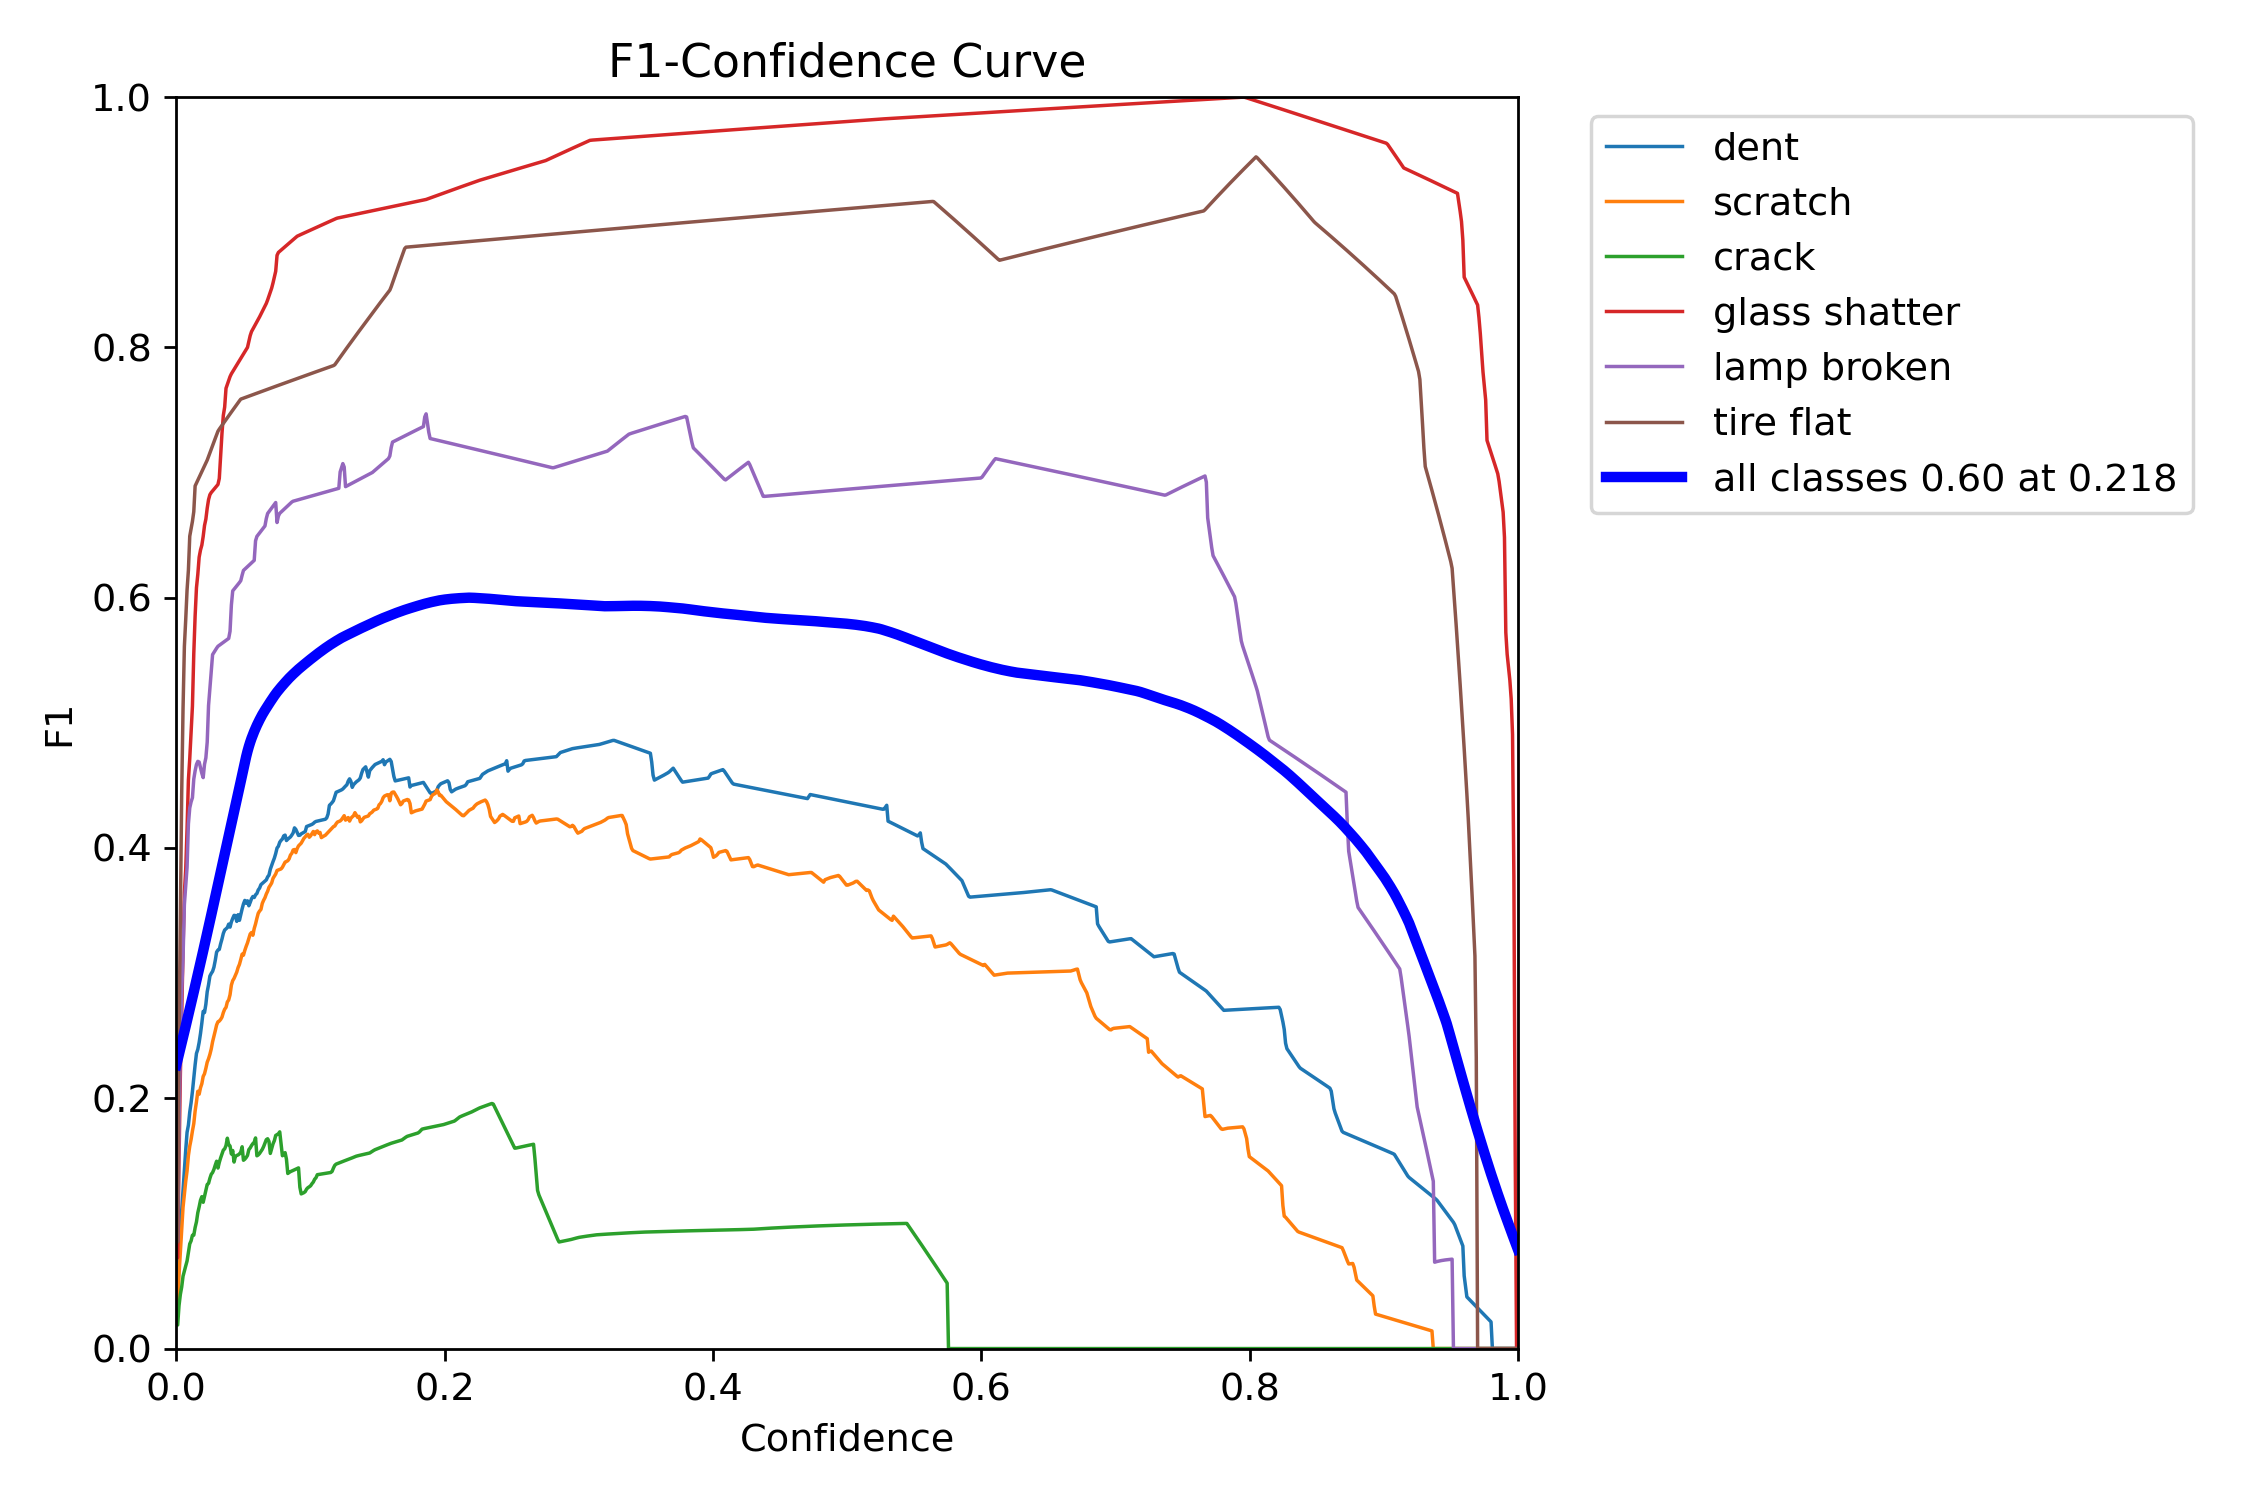 F1-Confidence Curve
1.0
0.8
0.6
0.4
0.2
0.0
F1
0.0 0.2 0.4 0.6 0.8 1.0
Confidence
dent
scratch
crack
glass shatter
lamp broken
tire flat
all classes 0.60 at 0.218